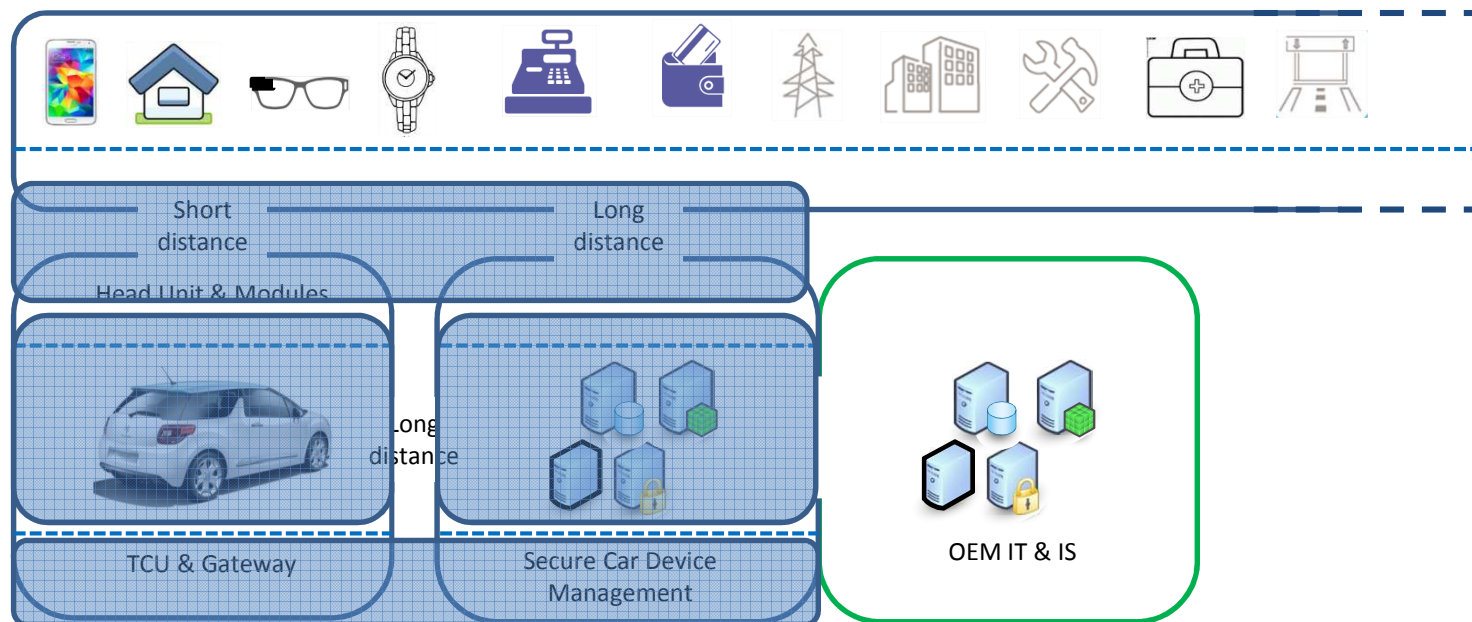 Short
distance
Long
distance
Head Unit & Modules
Long
distance
TCU & Gateway
Secure Car Device
Management
OEM IT & IS